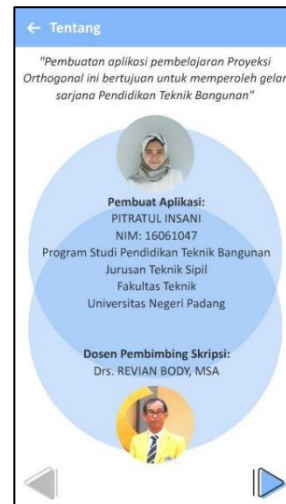 Tentang
"Pembuatan aplikasi pembelajaran Proyeksi
Orthogonal ini bertujuan untuk memperoleh gelar
sarjana Pendidikan Teknik Bangunan"
Pembuat Aplikasi:
PITRATUL INSANI
NIM: 16061047
Program Studi Pendidikan Teknik Bangunan
Jurusan Teknik Sipil
Fakultas Teknik
Universitas Negeri Padang
Dosen Pembimbing Skripsi:
Drs. REVIAN BODY, MSA